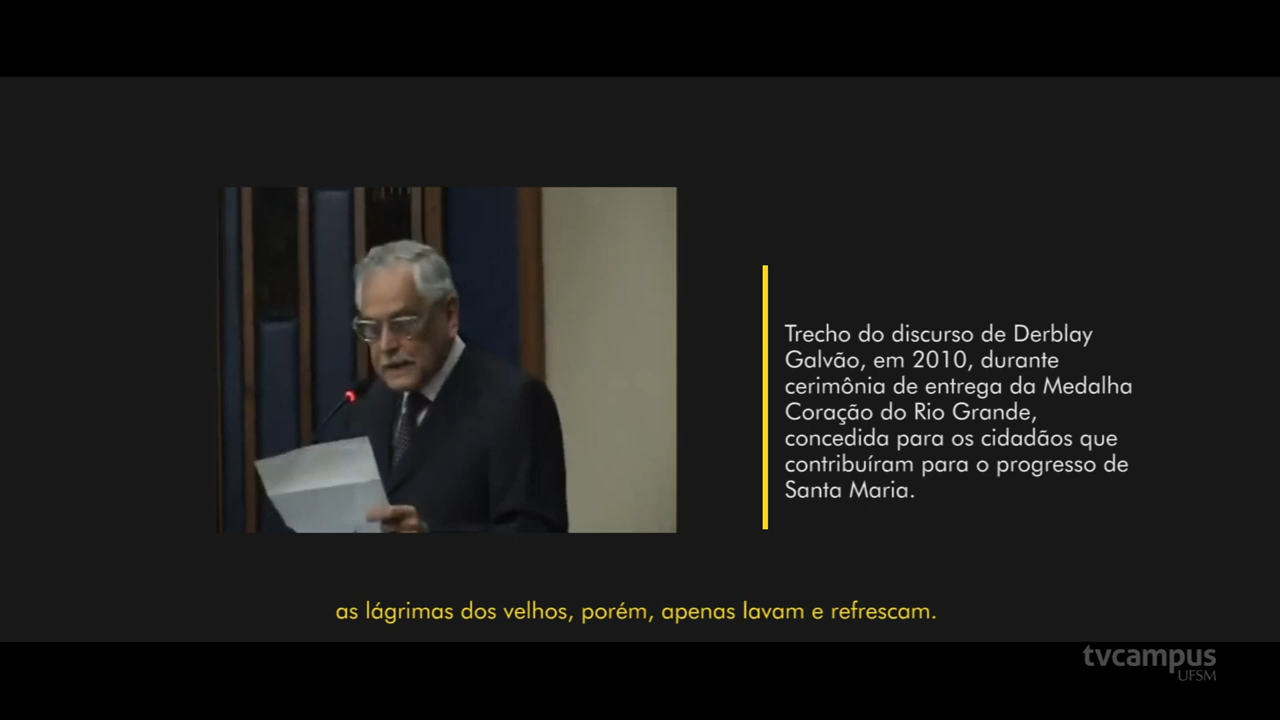 Trecho do discurso de Derblay
Galvão, em 2010, durante
cerimônia de entrega da Medalha
Coração do Rio Grande,
concedida para os cidadãos que
contribuíram para o progresso de
Santa Maria.
as lágrimas dos velhos, porém, apenas lavam e refrescam.
tvcampus
UFSM